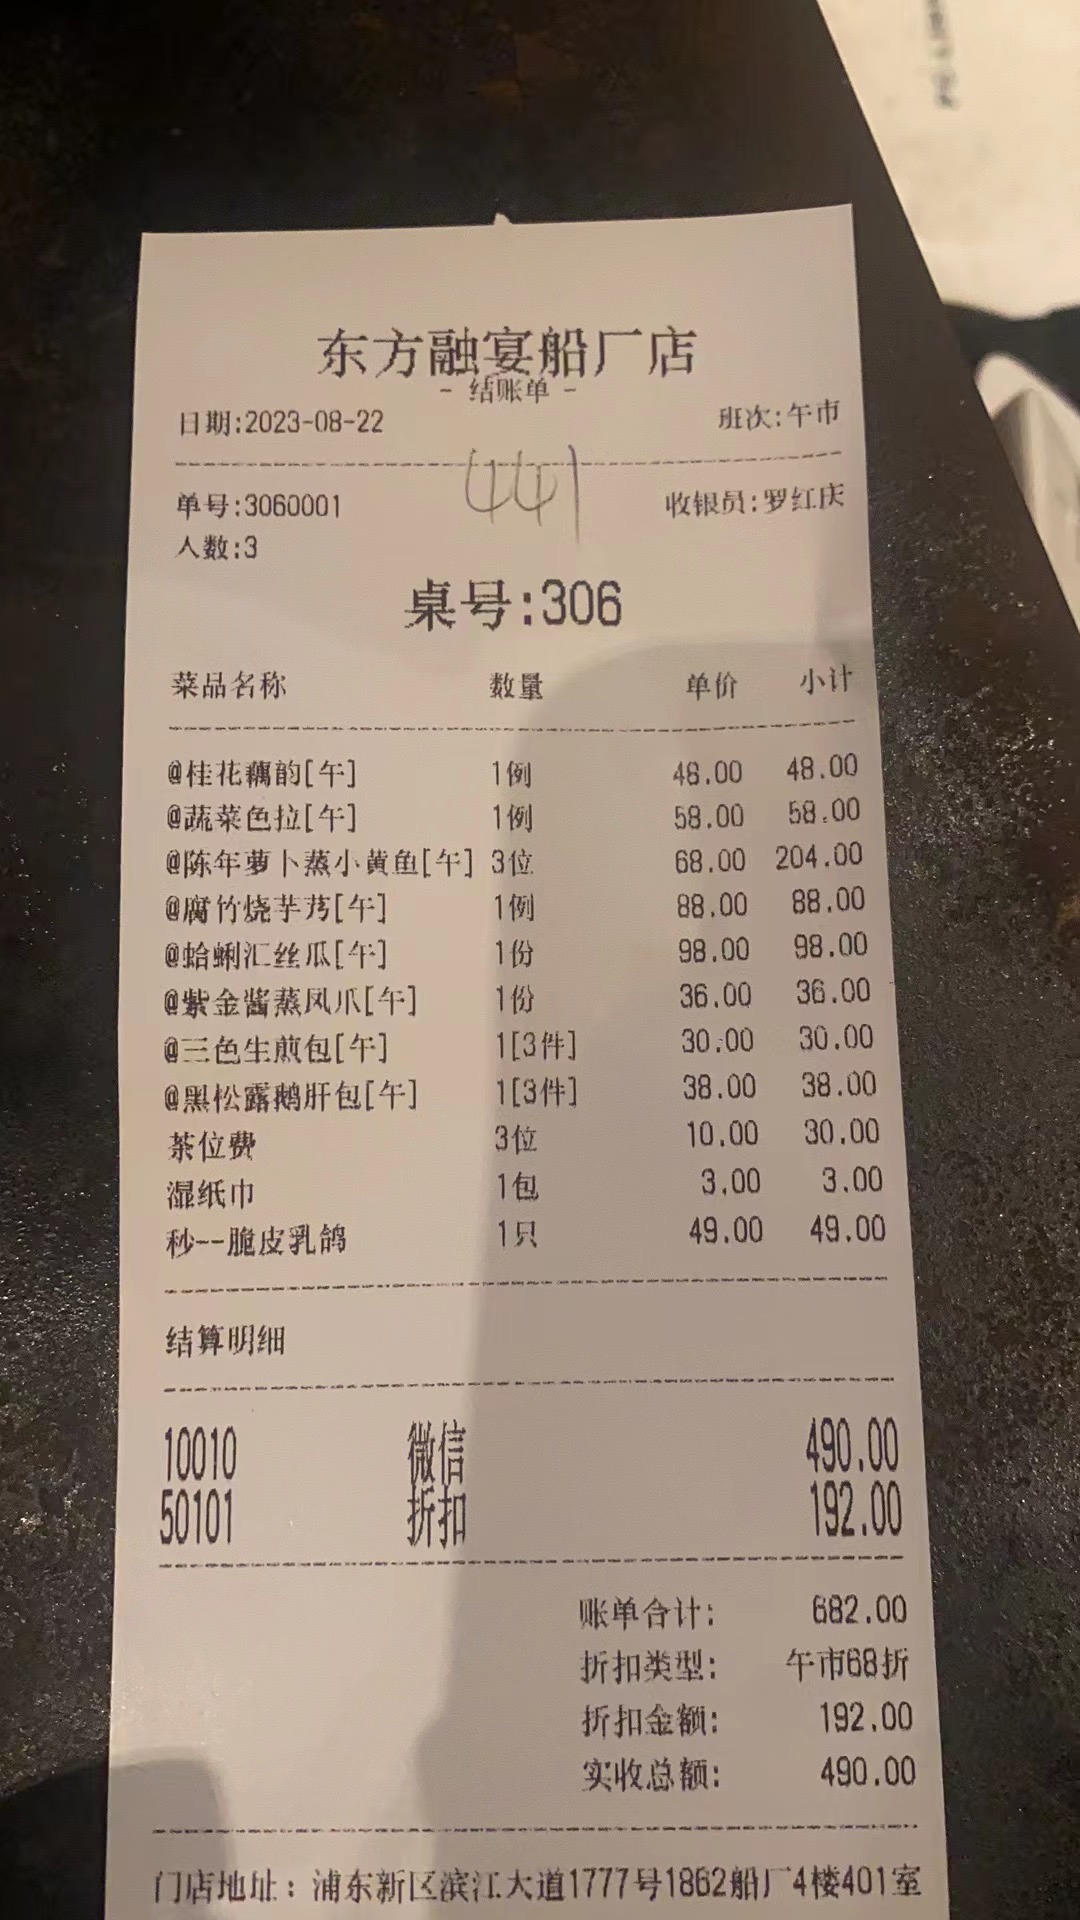 东方融宴船厂店
- 结账单 -
日期:2023-08-22 班次:午市
441
单号:3060001 收银员:罗红庆
人数:3
桌号:306
菜品名称 数量 单价 小计
@桂花藕韵[午] 1例 48.00 48.00
@蔬菜色拉[午] 1例 58.00 58.00
@陈年萝卜蒸小黄鱼[午] 3位 68.00 204.00
@腐竹烧芋艿[午] 1例 88.00 88.00
@蛤蜊汇丝瓜[午] 1份 98.00 98.00
@紫金酱蒸凤爪[午] 1份 36.00 36.00
@三色生煎包[午] 1[3件] 30.00 30.00
@黑松露鹅肝包[午] 1[3件] 38.00 38.00
茶位费 3位 10.00 30.00
湿纸巾 1包 3.00 3.00
秒--脆皮乳鸽 1只 49.00 49.00
结算明细
10010 微信 490.00
50101 折扣 192.00
账单合计: 682.00
折扣类型: 午市68折
折扣金额: 192.00
实收总额: 490.00
门店地址：浦东新区滨江大道1777号1862船厂4楼401室